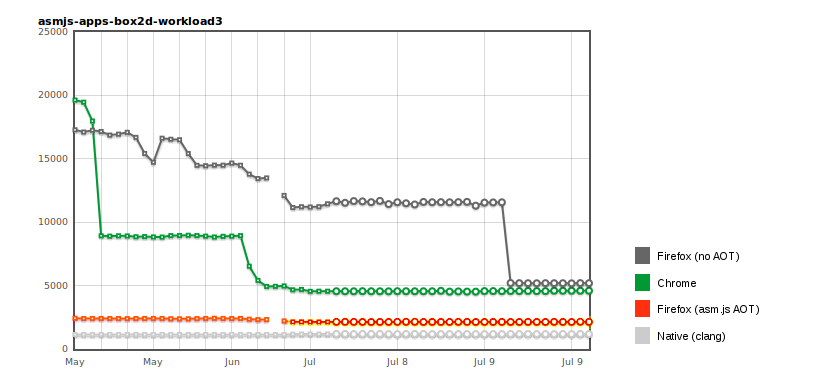 asmjs-apps-box2d-workload3
25000
20000
15000
10000
5000
0
May May Jun Jul Jul 8 Jul 9 Jul 9
Firefox (no AOT)
Chrome
Firefox (asm.js AOT)
Native (clang)